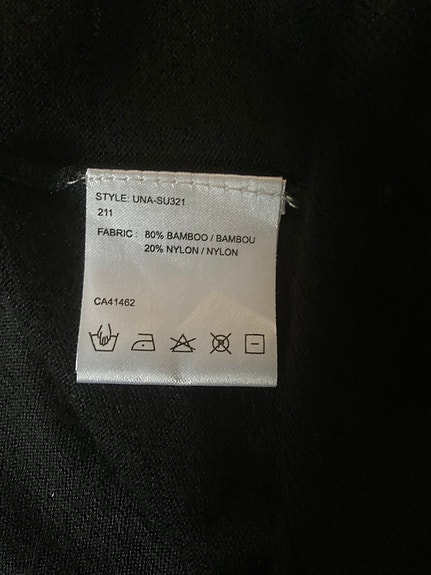 STYLE: UNA-SU321
211
FABRIC : 80% BAMBOO / BAMBOU
20% NYLON / NYLON
CA41462